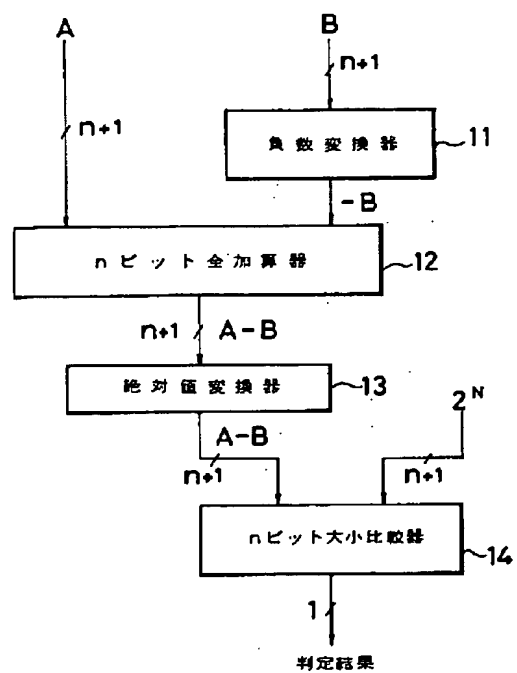 A
B
n+1
n+1
負数変換器
11
-B
nビット全加算器
12
n+1
A-B
絶対値変換器
13
A-B
2^N
n+1
n+1
nビット大小比較器
14
1
判定結果